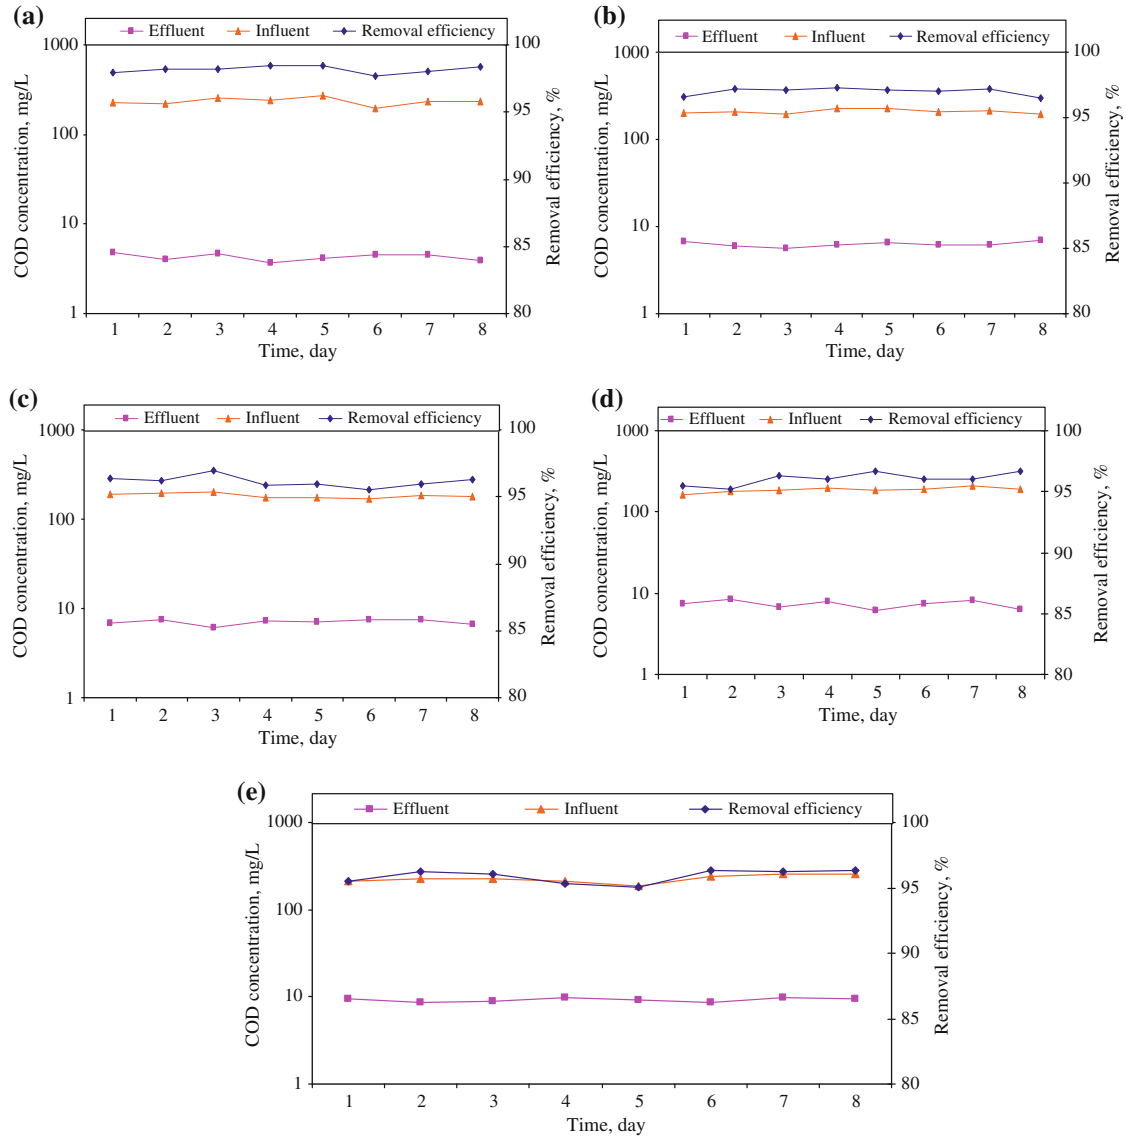 (a)
Effluent Influent Removal efficiency
1000
100
10
1
COD concentration, mg/L
100
95
90
85
80
Removal efficiency, %
1 2 3 4 5 6 7 8
Time, day
(b)
Effluent Influent Removal efficiency
1000
100
10
1
COD concentration, mg/L
100
95
90
85
80
Removal efficiency, %
1 2 3 4 5 6 7 8
Time, day
(c)
Effluent Influent Removal efficiency
1000
100
10
1
COD concentration, mg/L
100
95
90
85
80
Removal efficiency, %
1 2 3 4 5 6 7 8
Time, day
(d)
Effluent Influent Removal efficiency
1000
100
10
1
COD concentration, mg/L
100
95
90
85
80
Removal efficiency, %
1 2 3 4 5 6 7 8
Time, day
(e)
Effluent Influent Removal efficiency
1000
100
10
1
COD concentration, mg/L
100
95
90
85
80
Removal efficiency, %
1 2 3 4 5 6 7 8
Time, day